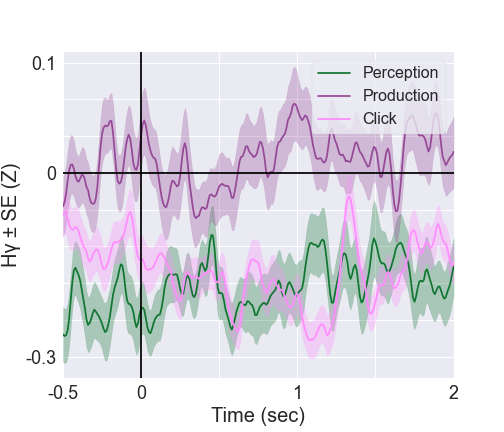 0.1
Perception
Production
Click
0
Hγ ± SE (Z)
-0.3
-0.5
0
1
2
Time (sec)